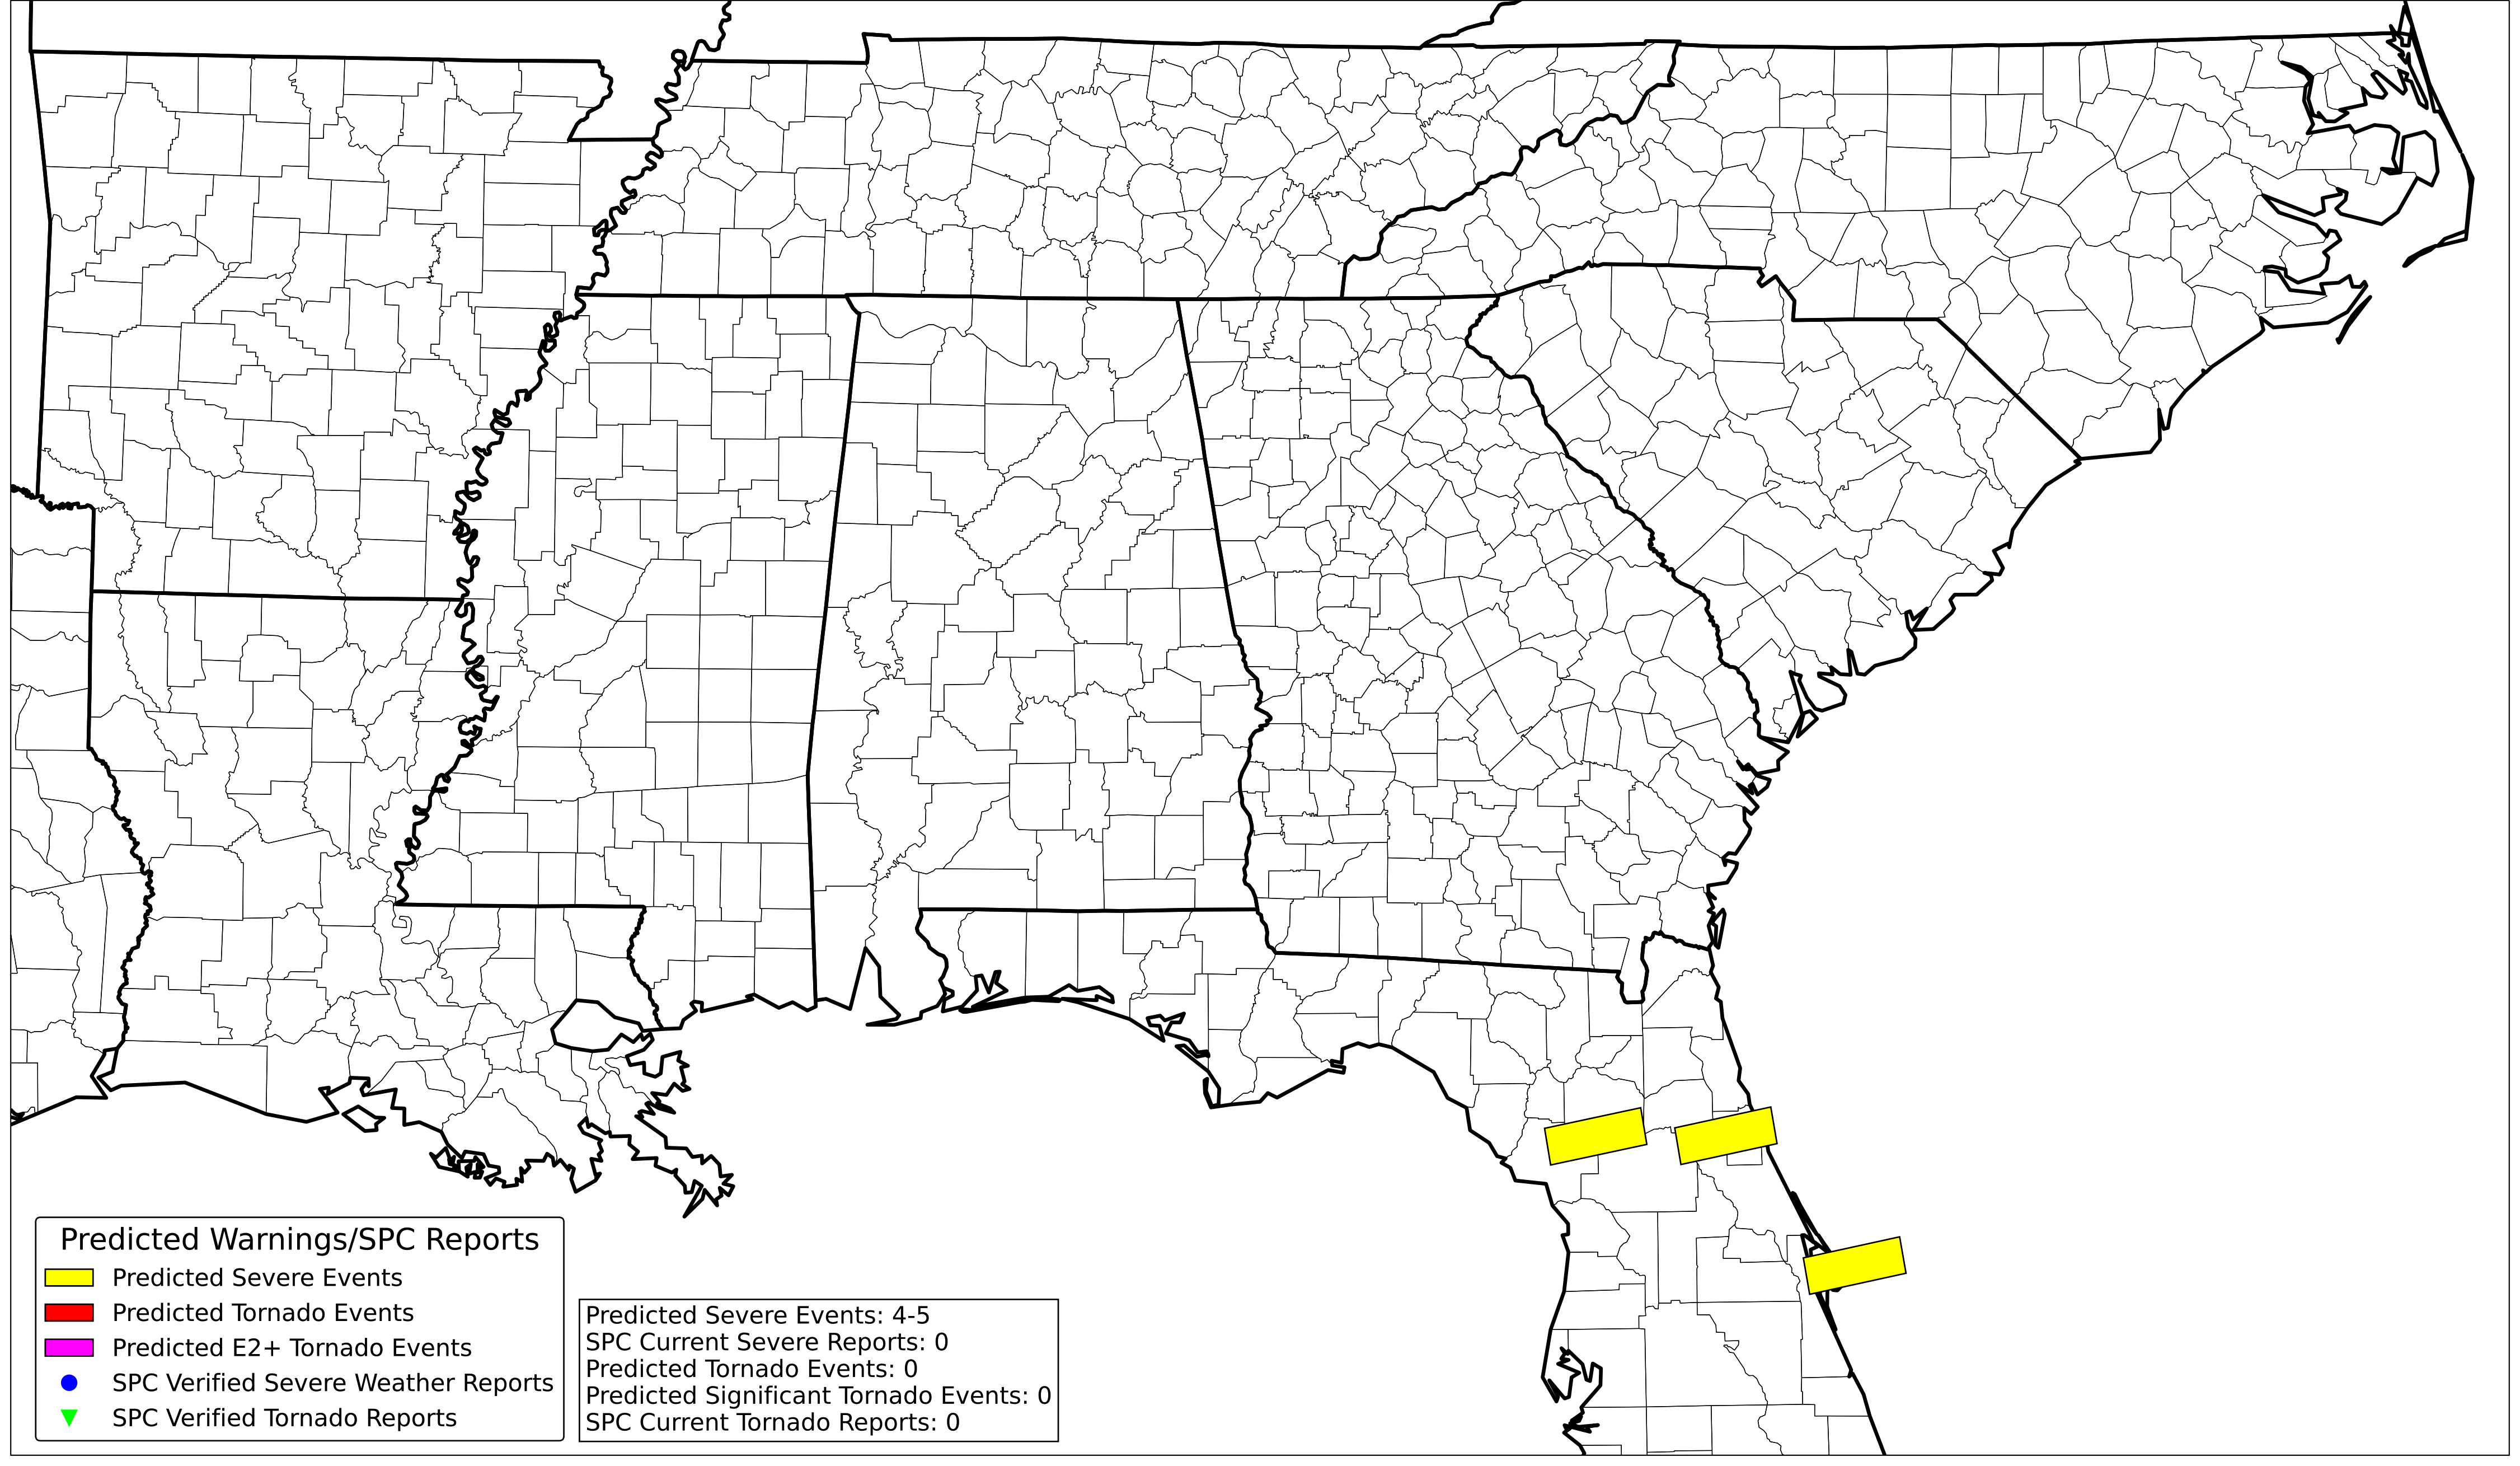 Predicted Warnings/SPC Reports
Predicted Severe Events
Predicted Tornado Events
Predicted E2+ Tornado Events
SPC Verified Severe Weather Reports
SPC Verified Tornado Reports
Predicted Severe Events: 4-5
SPC Current Severe Reports: 0
Predicted Tornado Events: 0
Predicted Significant Tornado Events: 0
SPC Current Tornado Reports: 0